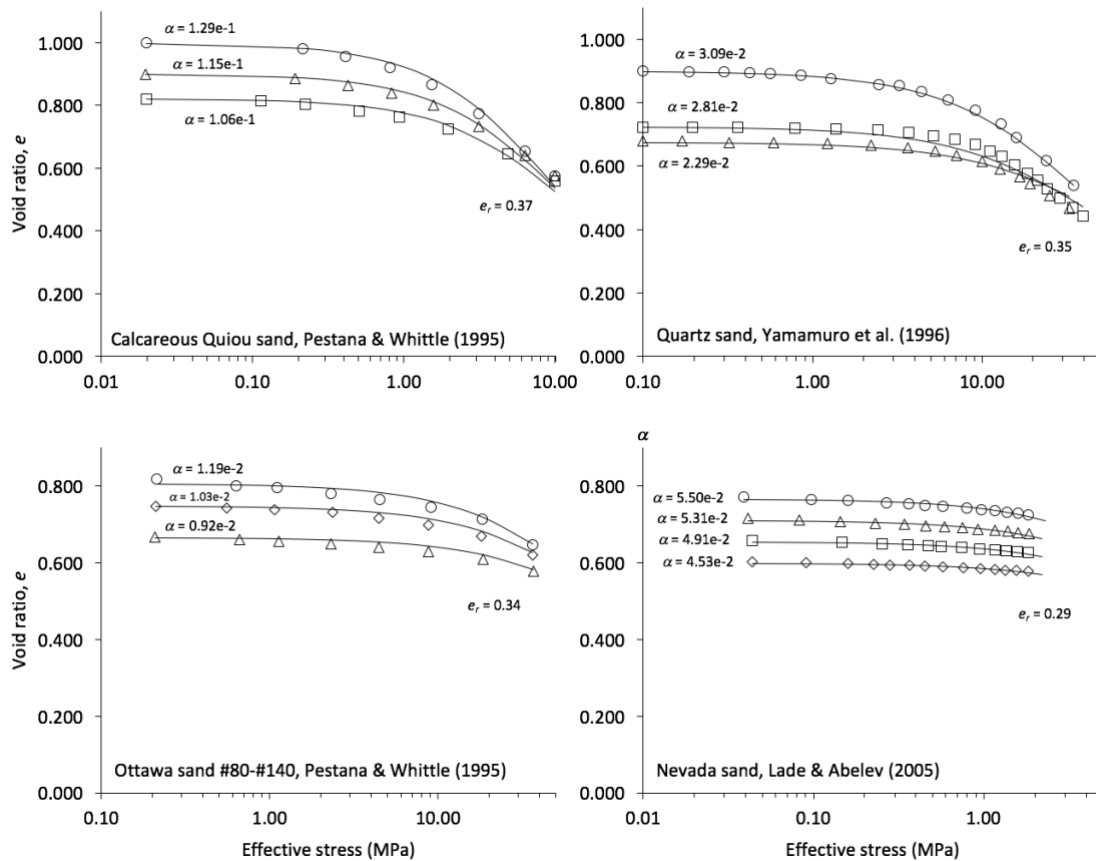 α = 1.29e-1
1.000
α = 1.15e-1
0.800
α = 1.06e-1
0.600
0.400
0.200
0.000
Void ratio, e
e_r = 0.37
Calcareous Quiou sand, Pestana & Whittle (1995)
0.01 0.10 1.00 10.00
1.000
α = 3.09e-2
0.800
α = 2.81e-2
α = 2.29e-2
0.600
0.400
0.200
0.000
e_r = 0.35
Quartz sand, Yamamuro et al. (1996)
0.10 1.00 10.00
α = 1.19e-2
0.800
α = 1.03e-2
α = 0.92e-2
0.600
0.400
0.200
0.000
Void ratio, e
e_r = 0.34
Ottawa sand #80-#140, Pestana & Whittle (1995)
0.10 1.00 10.00
Effective stress (MPa)
α
0.800
α = 5.50e-2
α = 5.31e-2
α = 4.91e-2
α = 4.53e-2
0.600
0.400
0.200
0.000
e_r = 0.29
Nevada sand, Lade & Abelev (2005)
0.01 0.10 1.00
Effective stress (MPa)